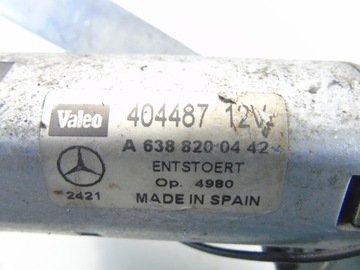 Valeo 404487 12V
A 638 820 04 42
ENTSTOERT
Op. 4980
2421
MADE IN SPAIN